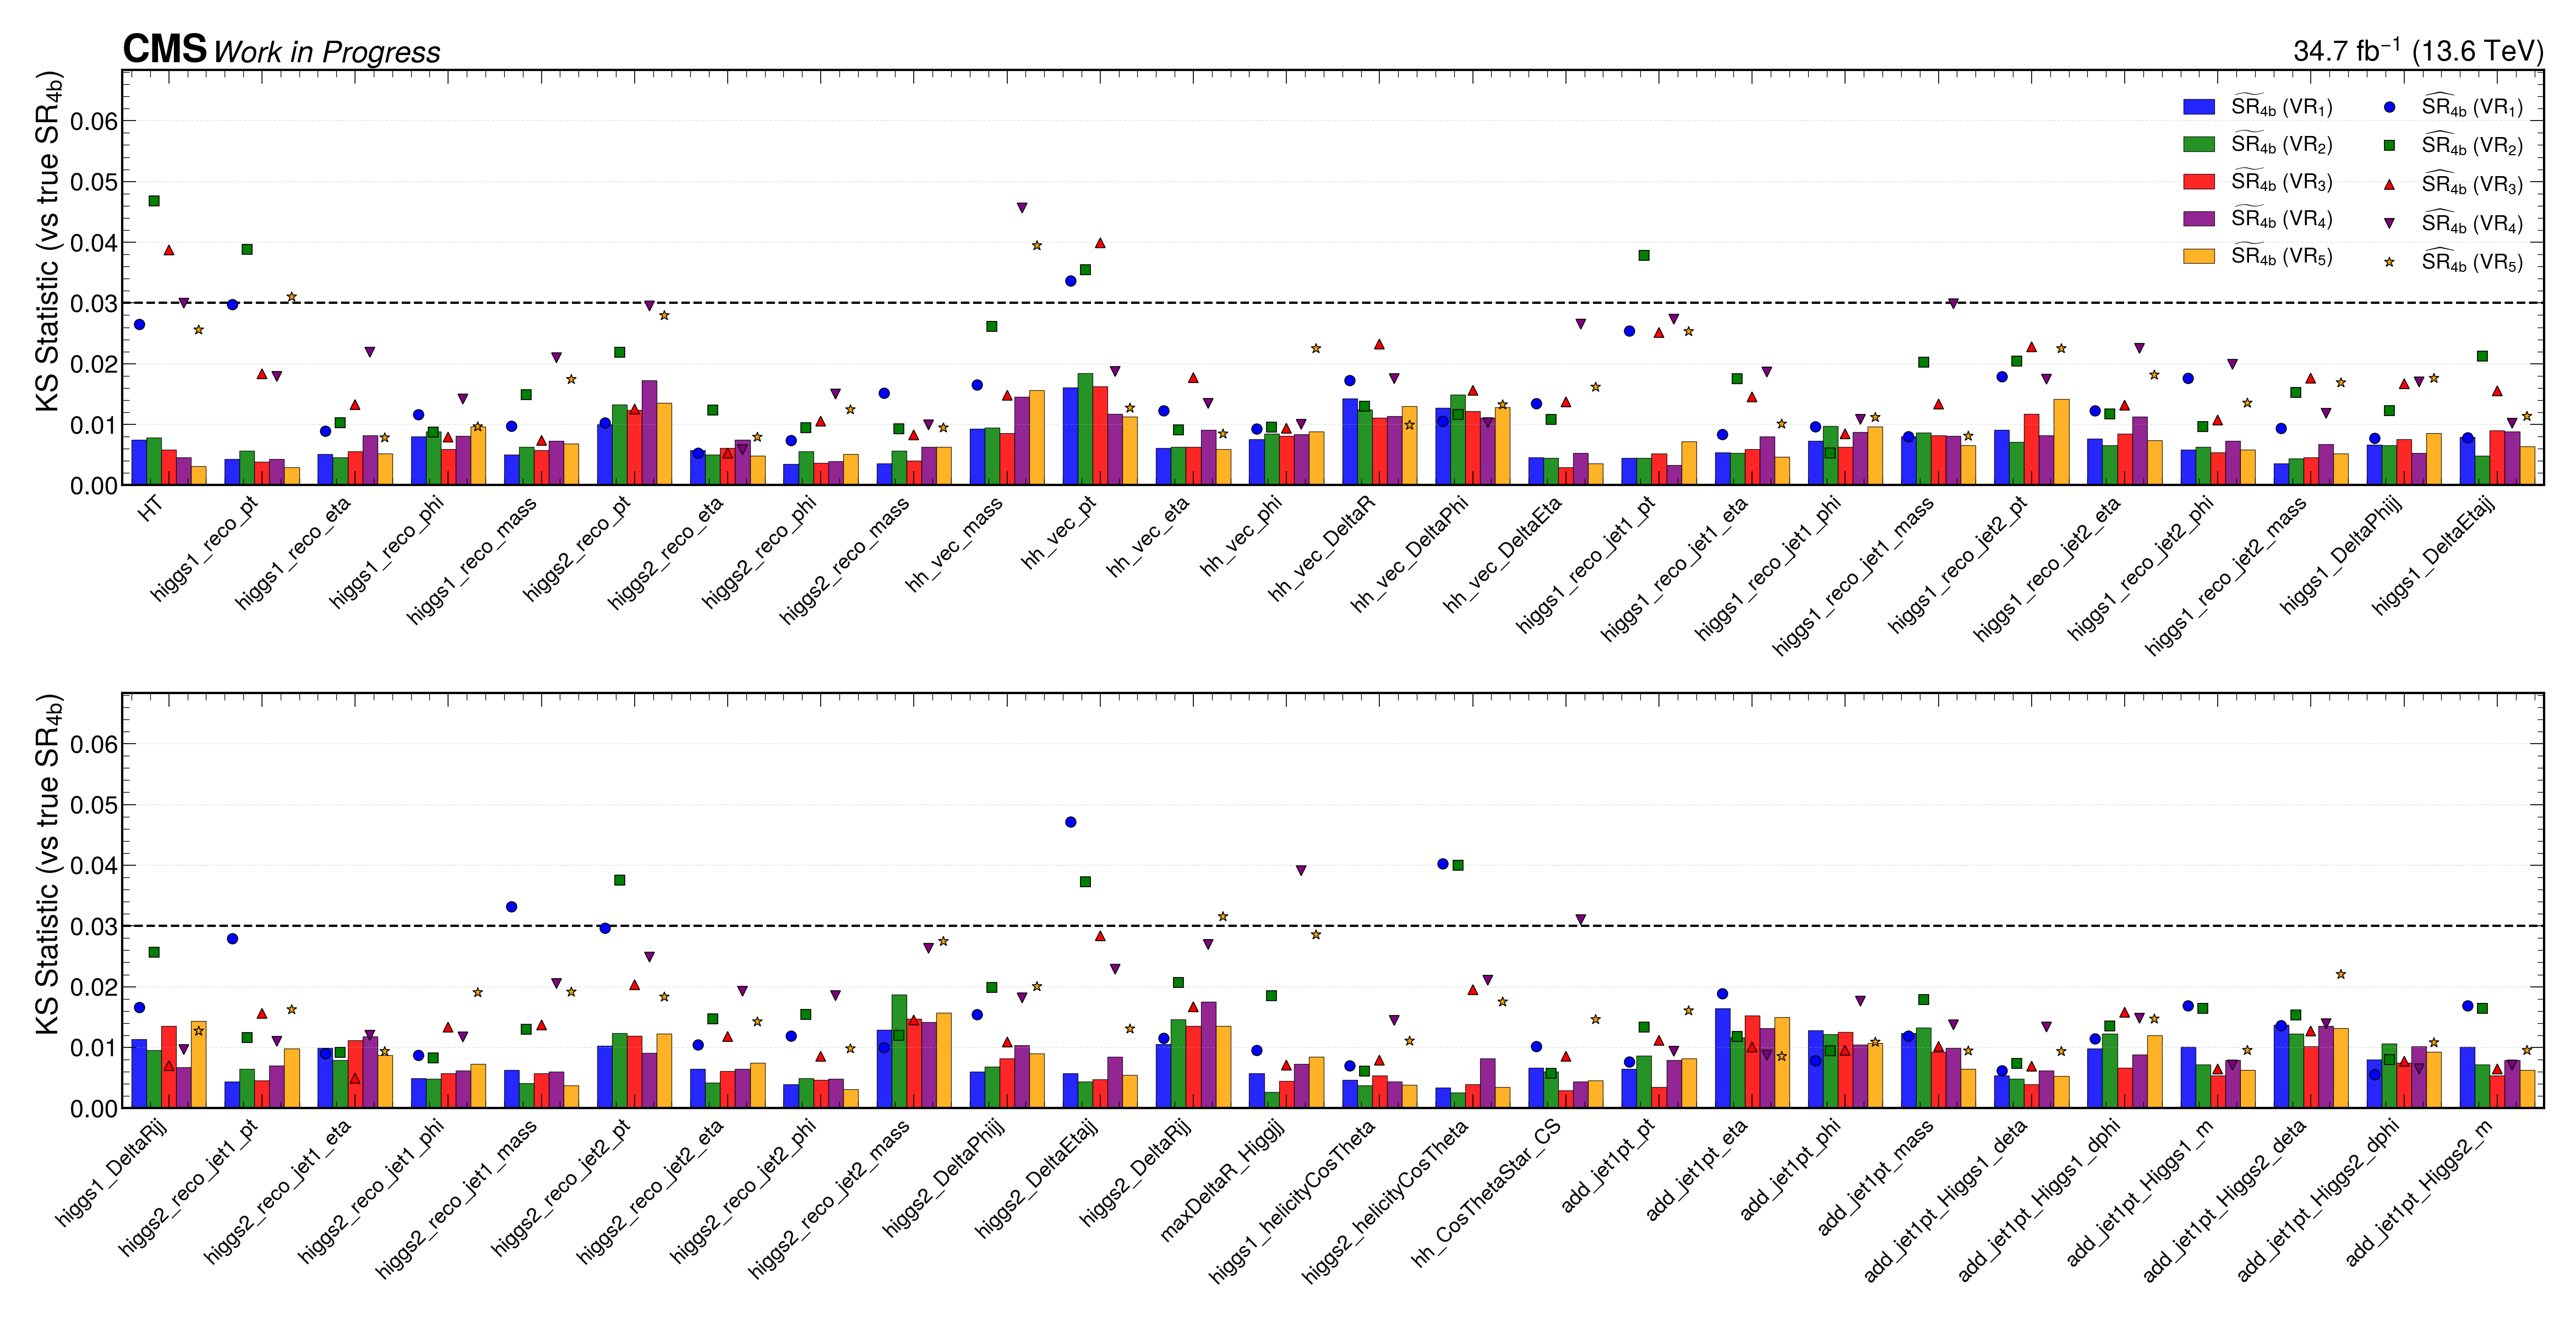 CMS Work in Progress
34.7 fb⁻¹ (13.6 TeV)
KS Statistic (vs true SR4b)
0.06
0.05
0.04
0.03
0.02
0.01
0.00
S͠R4b (VR1)
S͠R4b (VR2)
S͠R4b (VR3)
S͠R4b (VR4)
S͠R4b (VR5)
ŜR4b (VR1)
ŜR4b (VR2)
ŜR4b (VR3)
ŜR4b (VR4)
ŜR4b (VR5)
HT
higgs1_reco_pt
higgs1_reco_eta
higgs1_reco_phi
higgs1_reco_mass
higgs2_reco_pt
higgs2_reco_eta
higgs2_reco_phi
higgs2_reco_mass
hh_vec_mass
hh_vec_pt
hh_vec_eta
hh_vec_phi
hh_vec_DeltaR
hh_vec_DeltaPhi
hh_vec_DeltaEta
higgs1_reco_jet1_pt
higgs1_reco_jet1_eta
higgs1_reco_jet1_phi
higgs1_reco_jet1_mass
higgs1_reco_jet2_pt
higgs1_reco_jet2_eta
higgs1_reco_jet2_phi
higgs1_reco_jet2_mass
higgs1_DeltaPhijj
higgs1_DeltaEtajj
KS Statistic (vs true SR4b)
0.06
0.05
0.04
0.03
0.02
0.01
0.00
higgs1_DeltaRjj
higgs2_reco_jet1_pt
higgs2_reco_jet1_eta
higgs2_reco_jet1_phi
higgs2_reco_jet1_mass
higgs2_reco_jet2_pt
higgs2_reco_jet2_eta
higgs2_reco_jet2_phi
higgs2_reco_jet2_mass
higgs2_DeltaPhijj
higgs2_DeltaEtajj
higgs2_DeltaRjj
maxDeltaR_Higgjj
higgs1_helicityCosTheta
higgs2_helicityCosTheta
hh_CosThetaStar_CS
add_jet1pt_pt
add_jet1pt_eta
add_jet1pt_phi
add_jet1pt_mass
add_jet1pt_Higgs1_deta
add_jet1pt_Higgs1_dphi
add_jet1pt_Higgs1_m
add_jet1pt_Higgs2_deta
add_jet1pt_Higgs2_dphi
add_jet1pt_Higgs2_m